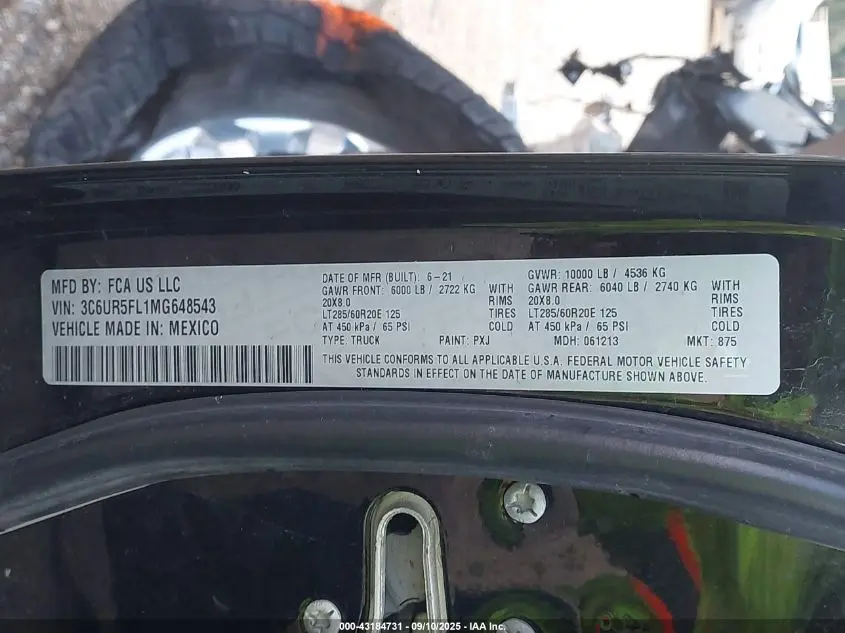 MFD BY: FCA US LLC
VIN: 3C6UR5FL1MG648543
VEHICLE MADE IN: MEXICO
DATE OF MFR (BUILT): 6-21
GAWR FRONT: 6000 LB / 2722 KG WITH
20X8.0 RIMS
LT285/60R20E 125 TIRES
AT 450 kPa / 65 PSI COLD
TYPE: TRUCK PAINT: PXJ
GVWR: 10000 LB / 4536 KG
GAWR REAR: 6040 LB / 2740 KG WITH
20X8.0 RIMS
LT285/60R20E 125 TIRES
AT 450 kPa / 65 PSI COLD
MDH: 061213 MKT: 875
THIS VEHICLE CONFORMS TO ALL APPLICABLE U.S.A. FEDERAL MOTOR VEHICLE SAFETY
STANDARDS IN EFFECT ON THE DATE OF MANUFACTURE SHOWN ABOVE.
000-43184731 - 09/10/2025 - IAA Inc.